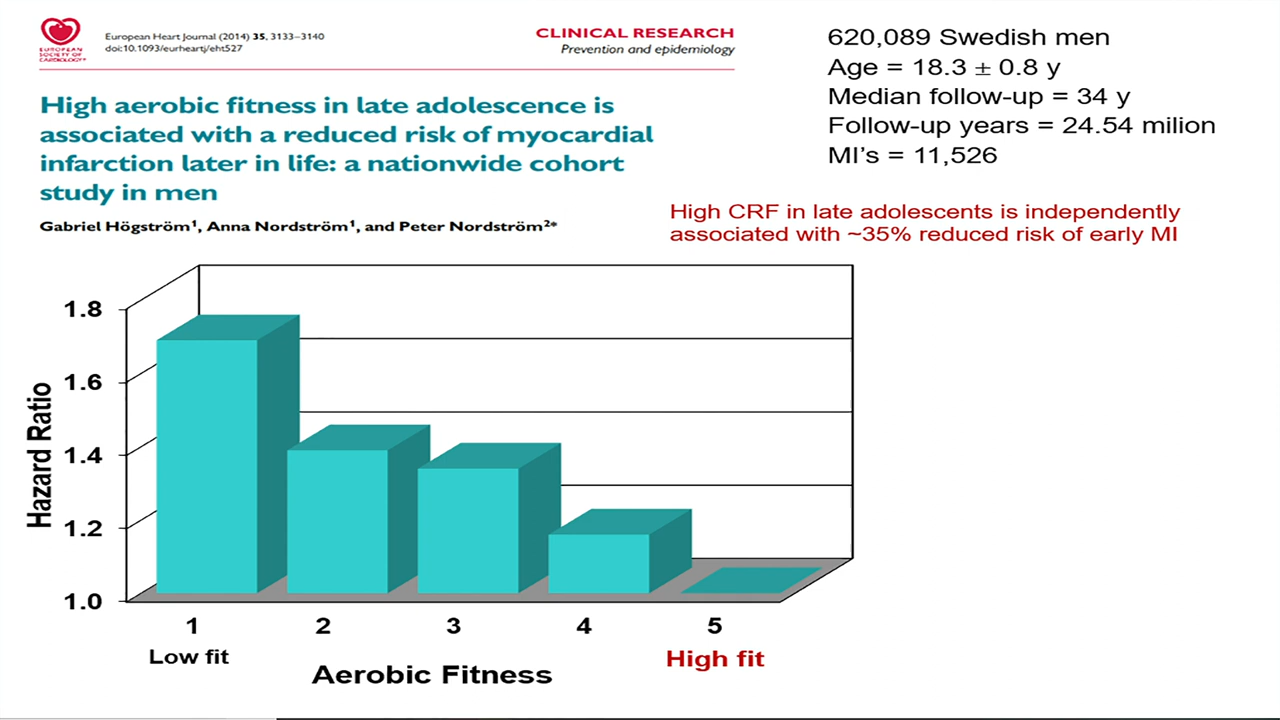 EUROPEAN
SOCIETY OF
CARDIOLOGY®
European Heart Journal (2014) 35, 3133–3140
doi:10.1093/eurheartj/eht527
CLINICAL RESEARCH
Prevention and epidemiology
High aerobic fitness in late adolescence is
associated with a reduced risk of myocardial
infarction later in life: a nationwide cohort
study in men
Gabriel Högström1, Anna Nordström1, and Peter Nordström2*
620,089 Swedish men
Age = 18.3 ± 0.8 y
Median follow-up = 34 y
Follow-up years = 24.54 milion
MI's = 11,526
High CRF in late adolescents is independently
associated with ~35% reduced risk of early MI
Hazard Ratio
1.8
1.6
1.4
1.2
1.0
1 2 3 4 5
Low fit
High fit
Aerobic Fitness